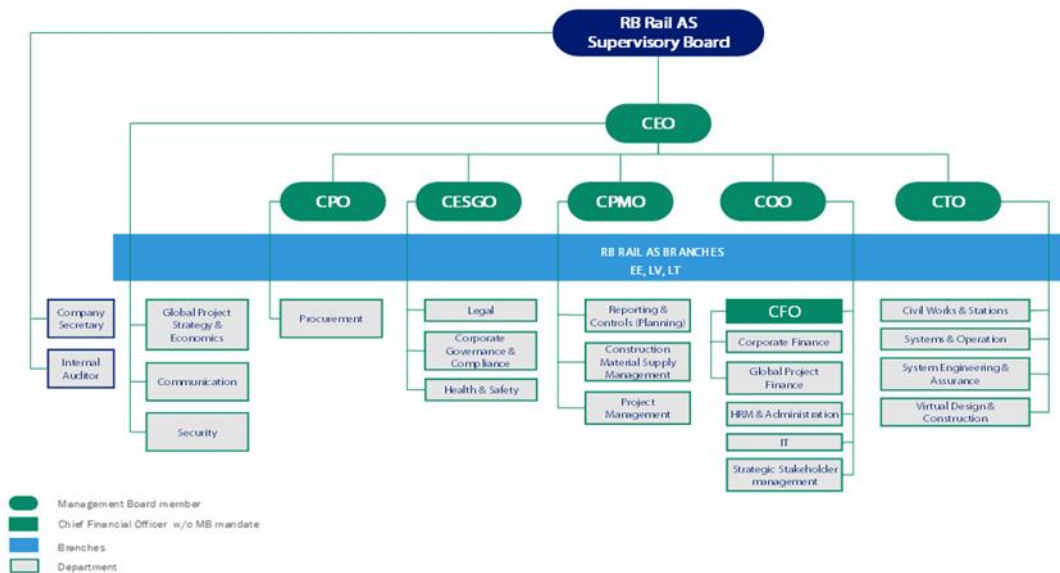 RB Rail AS
Supervisory Board
CEO
CPO
CESGO
CPMO
COO
CTO
RB RAIL AS BRANCHES
EE, LV, LT
Company
Secretary
Internal
Auditor
Global Project
Strategy &
Economics
Communication
Security
Procurement
Legal
Corporate
Governance &
Compliance
Health & Safety
Reporting &
Controls (Planning)
Construction
Material Supply
Management
Project
Management
CFO
Corporate Finance
Global Project
Finance
HRM & Administration
IT
Strategic Stakeholder
management
Civil Works & Stations
Systems & Operation
System Engineering &
Assurance
Virtual Design &
Construction
Management Board member
Chief Financial Officer w/o MB mandate
Branches
Department